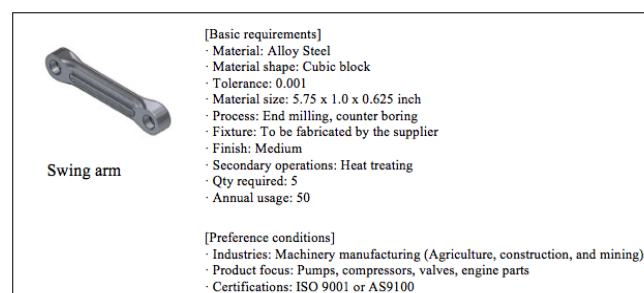 [Basic requirements]
· Material: Alloy Steel
· Material shape: Cubic block
· Tolerance: 0.001
· Material size: 5.75 x 1.0 x 0.625 inch
· Process: End milling, counter boring
· Fixture: To be fabricated by the supplier
· Finish: Medium
· Secondary operations: Heat treating
· Qty required: 5
· Annual usage: 50
Swing arm
[Preference conditions]
· Industries: Machinery manufacturing (Agriculture, construction, and mining)
· Product focus: Pumps, compressors, valves, engine parts
· Certifications: ISO 9001 or AS9100